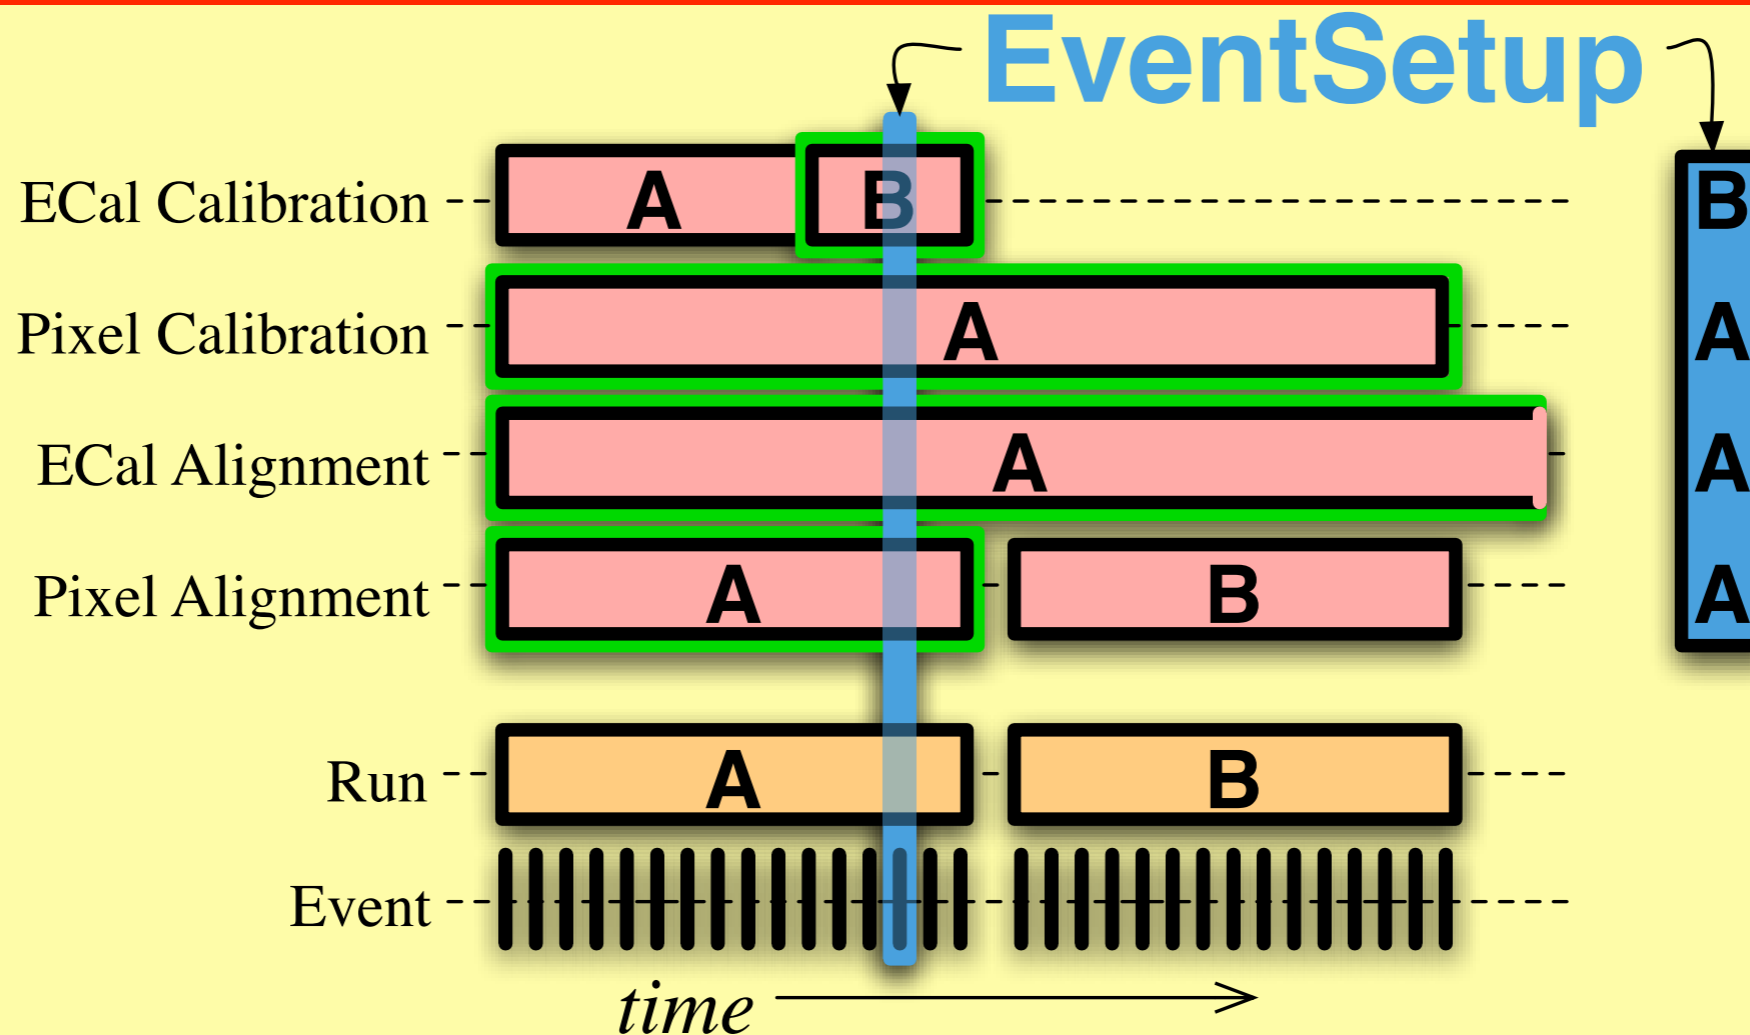 EventSetup
ECal Calibration A B B
Pixel Calibration A A
ECal Alignment A A
Pixel Alignment A B A
Run A B
Event
time